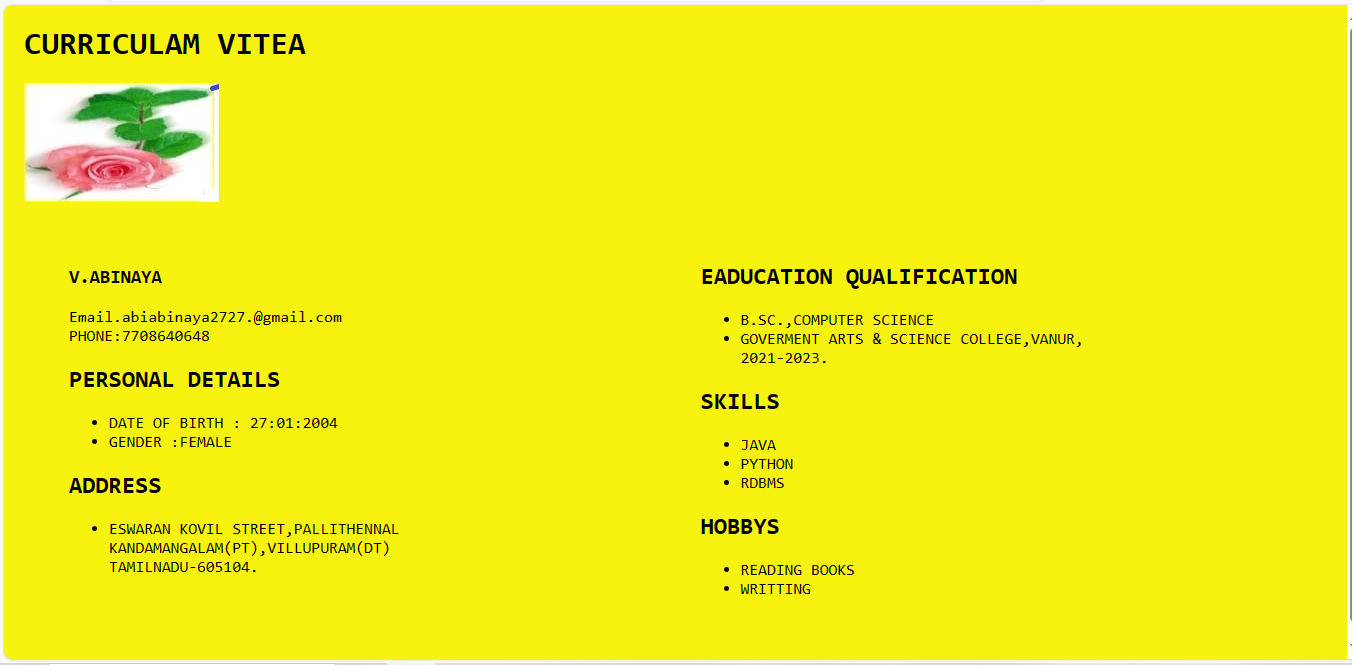 CURRICULAM VITEA
V.ABINAYA
Email.abiabinaya2727.@gmail.com
PHONE:7708640648
PERSONAL DETAILS
DATE OF BIRTH : 27:01:2004
GENDER :FEMALE
ADDRESS
ESWARAN KOVIL STREET,PALLITHENNAL
KANDAMANGALAM(PT),VILLUPURAM(DT)
TAMILNADU-605104.
EADUCATION QUALIFICATION
B.SC.,COMPUTER SCIENCE
GOVERMENT ARTS & SCIENCE COLLEGE,VANUR,
2021-2023.
SKILLS
JAVA
PYTHON
RDBMS
HOBBYS
READING BOOKS
WRITTING